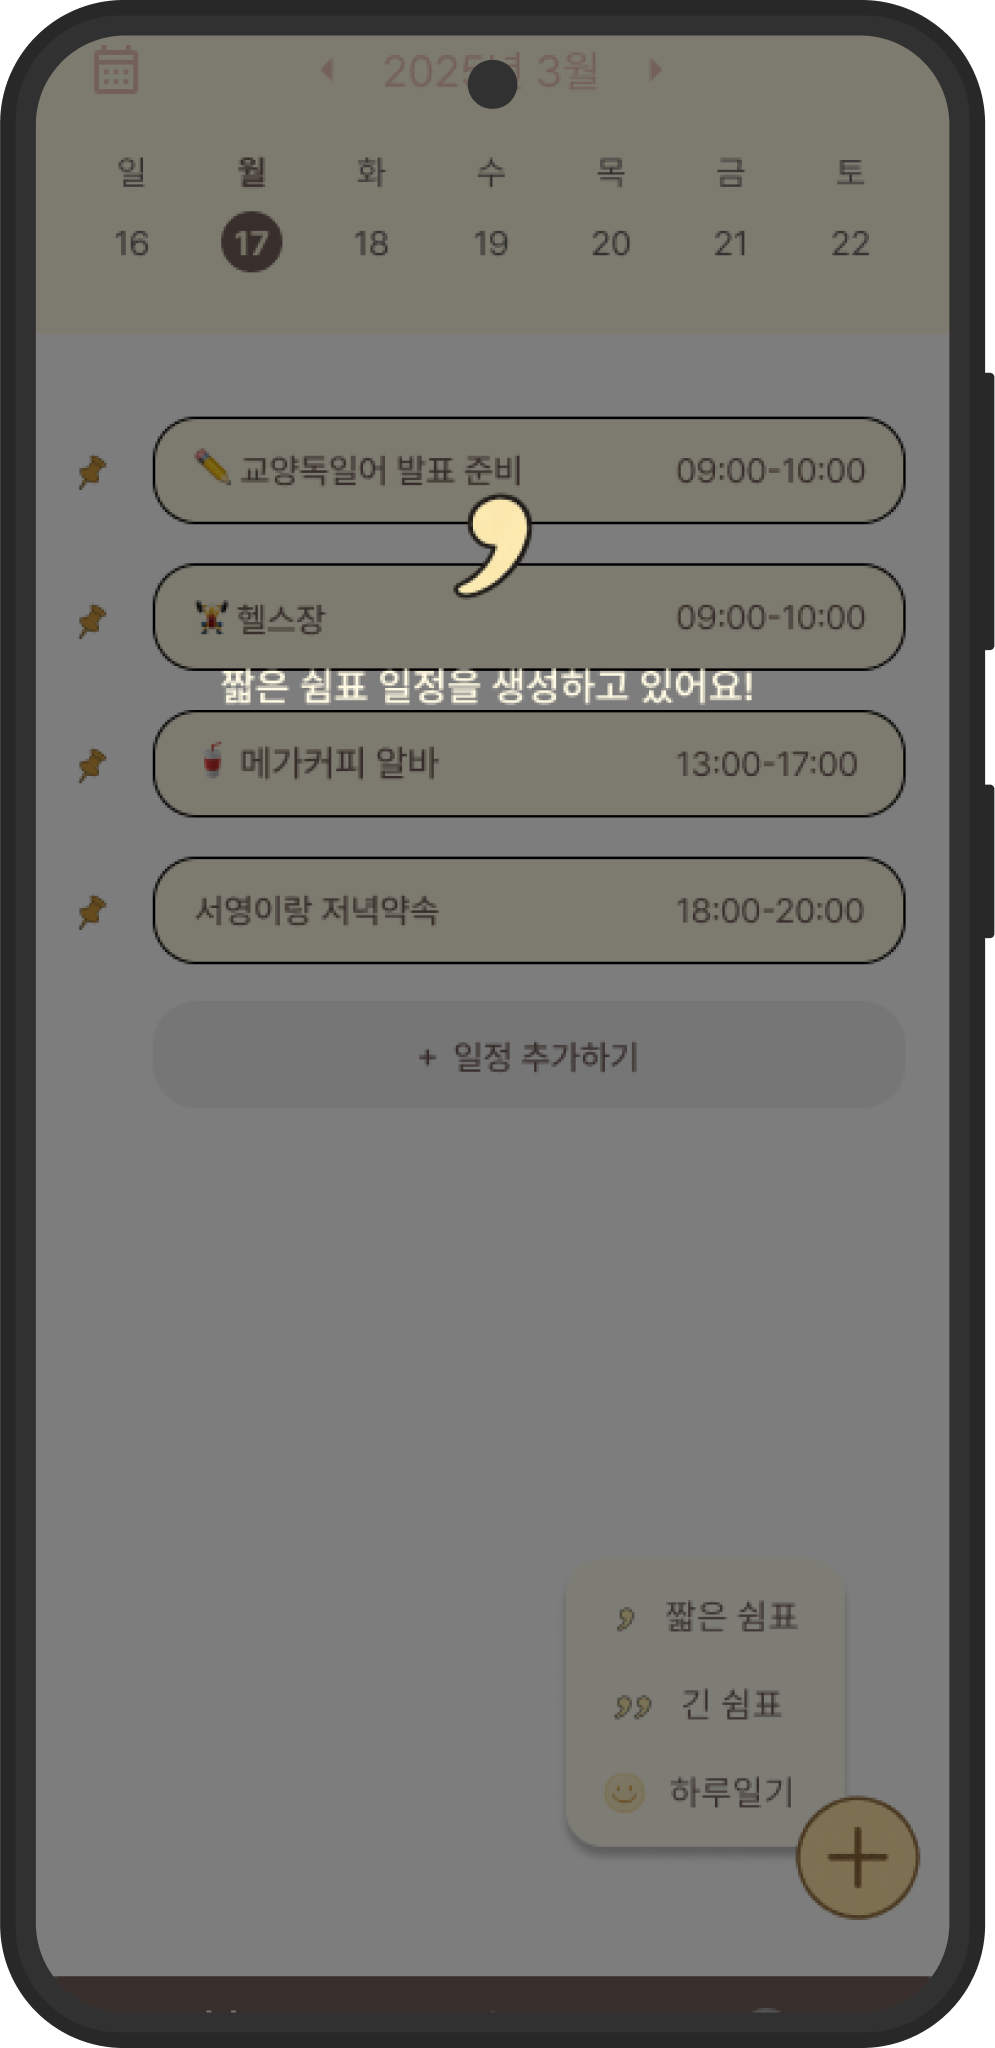 2025년 3월
일 월 화 수 목 금 토
16 17 18 19 20 21 22
교양독일어 발표 준비 09:00-10:00
헬스장 09:00-10:00
짧은 쉼표 일정을 생성하고 있어요!
메가커피 알바 13:00-17:00
서영이랑 저녁약속 18:00-20:00
+ 일정 추가하기
짧은 쉼표
긴 쉼표
하루일기